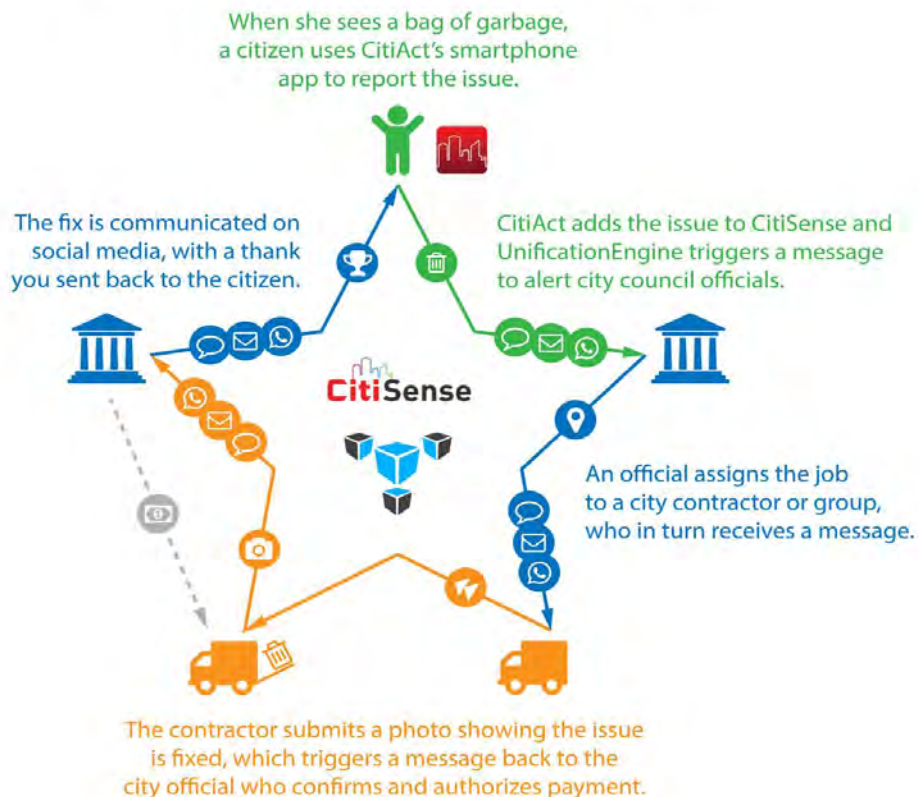 When she sees a bag of garbage,
a citizen uses CitiAct's smartphone
app to report the issue.
The fix is communicated on
social media, with a thank
you sent back to the citizen.
CitiAct adds the issue to CitiSense and
UnificationEngine triggers a message
to alert city council officials.
CitiSense
An official assigns the job
to a city contractor or group,
who in turn receives a message.
The contractor submits a photo showing the issue
is fixed, which triggers a message back to the
city official who confirms and authorizes payment.